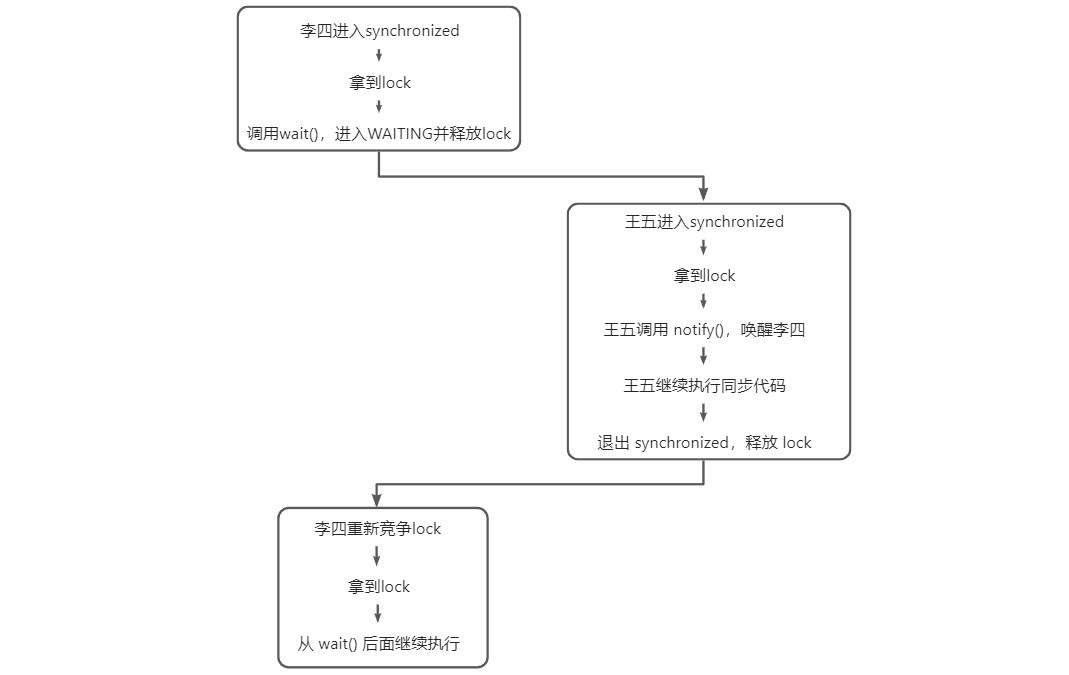 李四进入synchronized
拿到lock
调用wait()，进入WAITING并释放lock
王五进入synchronized
拿到lock
王五调用 notify()，唤醒李四
王五继续执行同步代码
退出 synchronized，释放 lock
李四重新竞争lock
拿到lock
从 wait() 后面继续执行